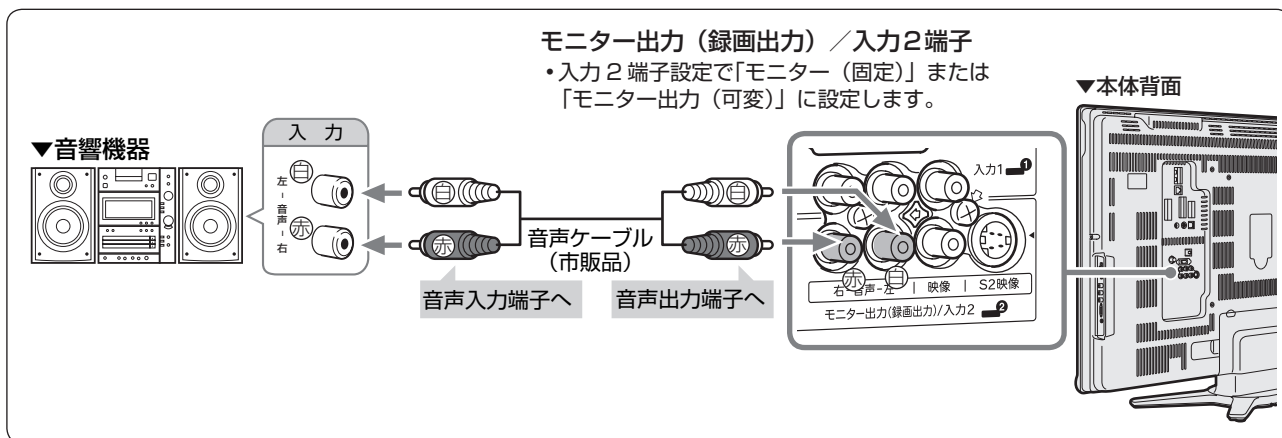 モニター出力（録画出力）／入力2端子
•入力 2 端子設定で「モニター（固定）」または
「モニター出力（可変）」に設定します。
▼本体背面
▼音響機器
入 力
白
左-音声-右
赤
白
赤
音声ケーブル
（市販品）
白
赤
音声入力端子へ
音声出力端子へ
入力1 ❶
赤
白
右-音声-左 | 映像 | S2映像
モニター出力(録画出力)/入力2 ❷